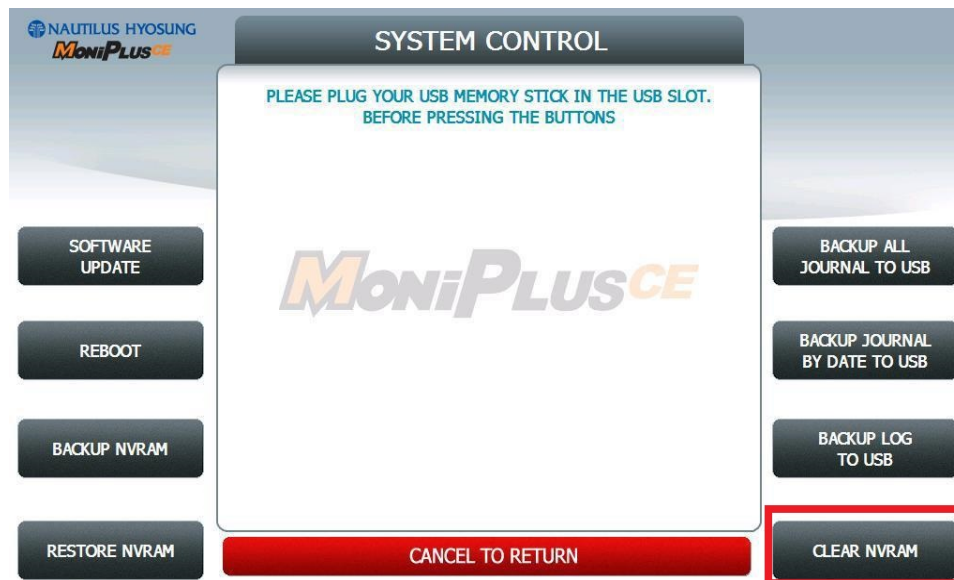 NAUTILUS HYOSUNG
MONIPLUSCE
SYSTEM CONTROL
PLEASE PLUG YOUR USB MEMORY STICK IN THE USB SLOT.
BEFORE PRESSING THE BUTTONS
MONIPLUSCE
SOFTWARE
UPDATE
REBOOT
BACKUP NVRAM
RESTORE NVRAM
BACKUP ALL
JOURNAL TO USB
BACKUP JOURNAL
BY DATE TO USB
BACKUP LOG
TO USB
CLEAR NVRAM
CANCEL TO RETURN